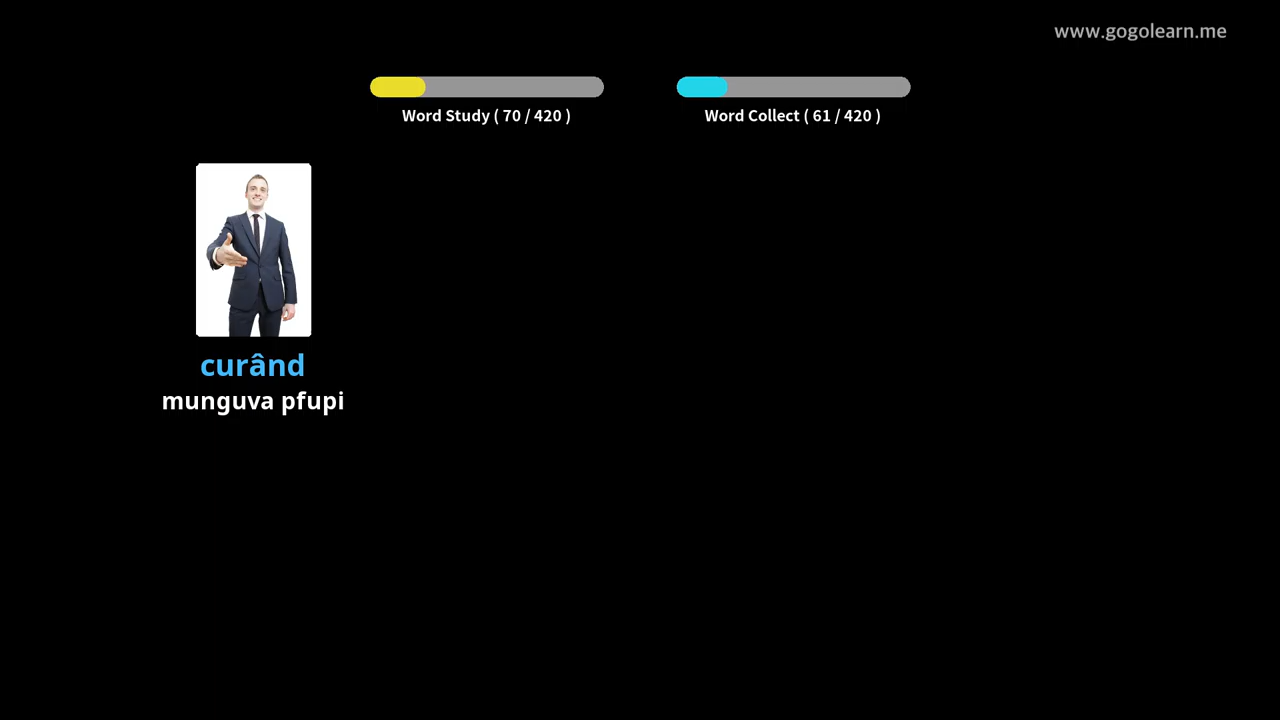 www.gogolearn.me
Word Study ( 70 / 420 )
Word Collect ( 61 / 420 )
curând
munguva pfupi